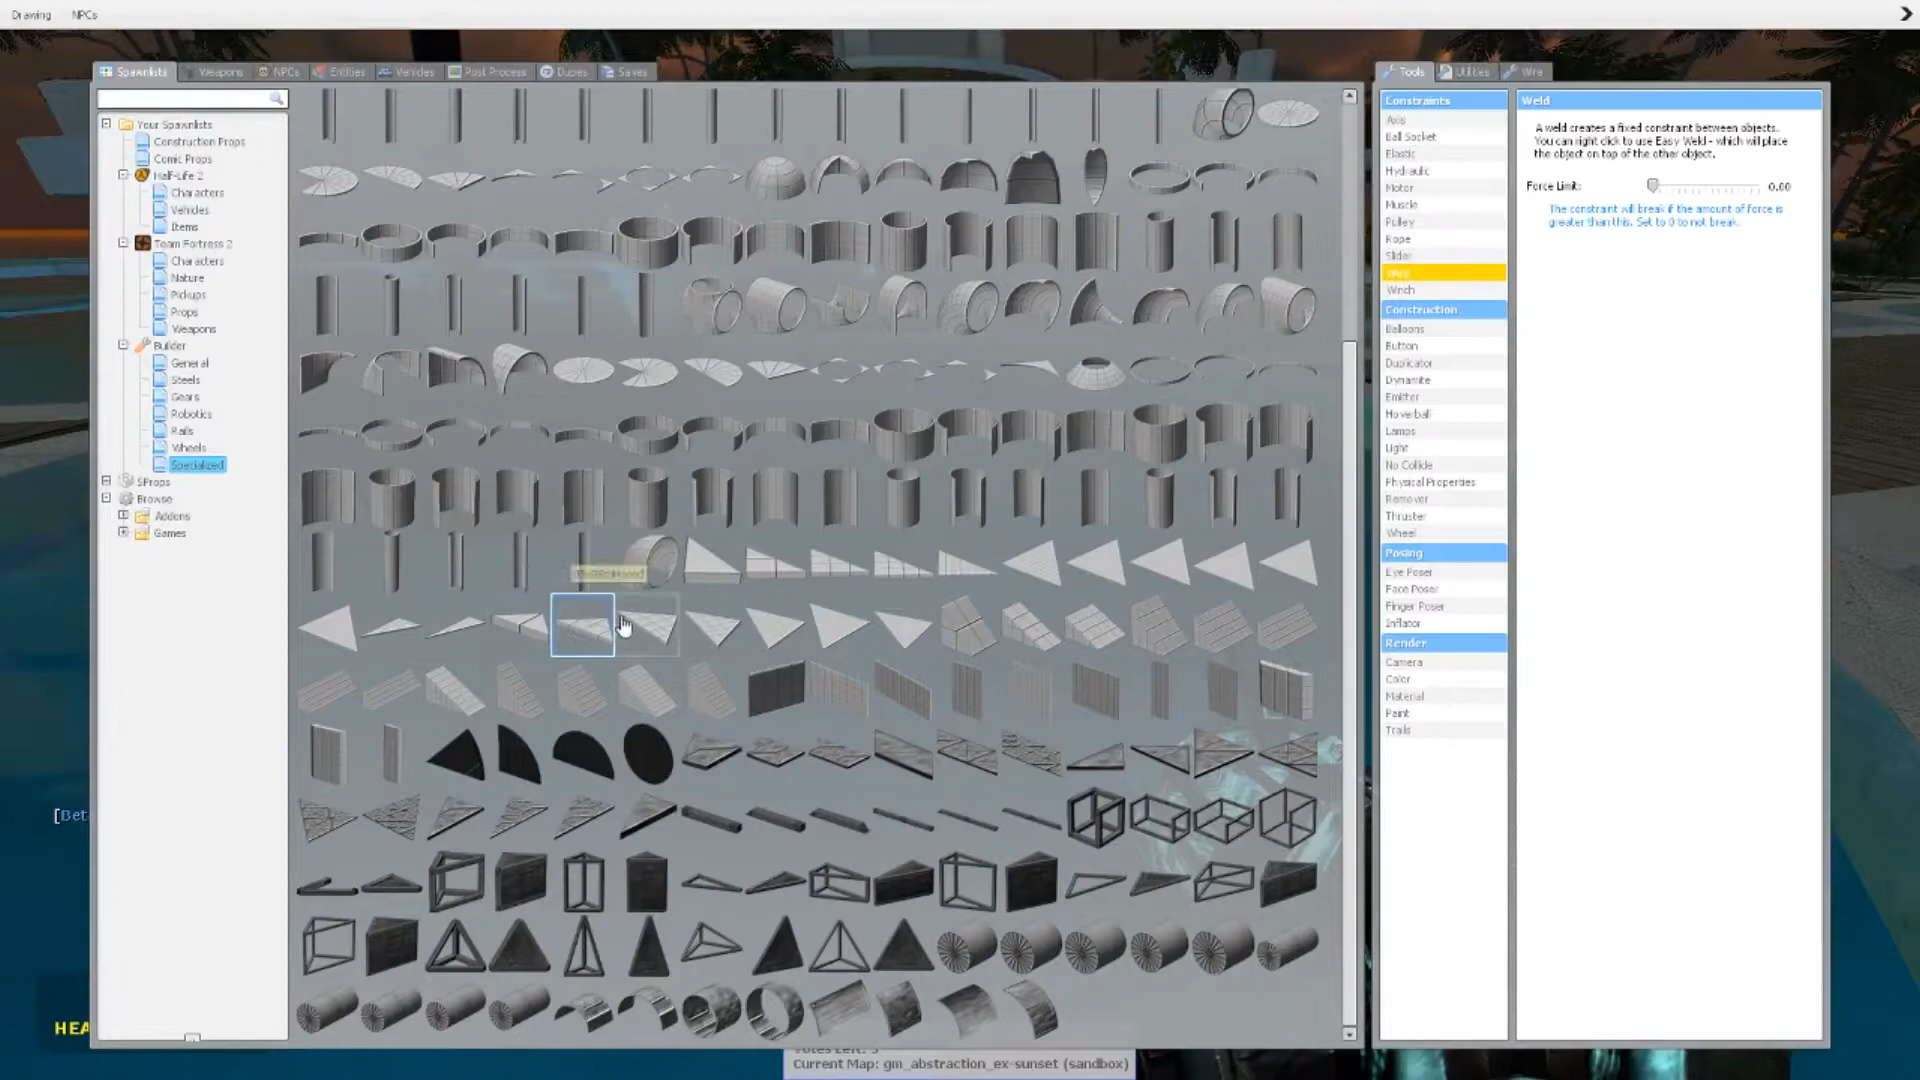 Drawing NPCs
Spawnlists Weapons NPCs Entities Vehicles Post Process Dupes Saves
Your Spawnlists
Construction Props
Comic Props
Half-Life 2
Characters
Vehicles
Items
Team Fortress 2
Characters
Nature
Pickups
Props
Weapons
Builder
General
Steels
Gears
Robotics
Rails
Wheels
Specialized
SProps
Browse
Addons
Games
[Bet
HEA
Votes Left: 3
Current Map: gm_abstraction_ex-sunset (sandbox)
Tools Utilities Wire
Constraints
Axis
Ball Socket
Elastic
Hydraulic
Motor
Muscle
Pulley
Rope
Slider
Weld
Winch
Construction
Balloons
Button
Duplicator
Dynamite
Emitter
Hoverball
Lamps
Light
No Collide
Physical Properties
Remover
Thruster
Wheel
Posing
Eye Poser
Face Poser
Finger Poser
Inflator
Render
Camera
Color
Material
Paint
Trails
Weld
A weld creates a fixed constraint between objects.
You can right click to use Easy Weld - which will place
the object on top of the other object.
Force Limit: 0.00
The constraint will break if the amount of force is
greater than this. Set to 0 to not break.